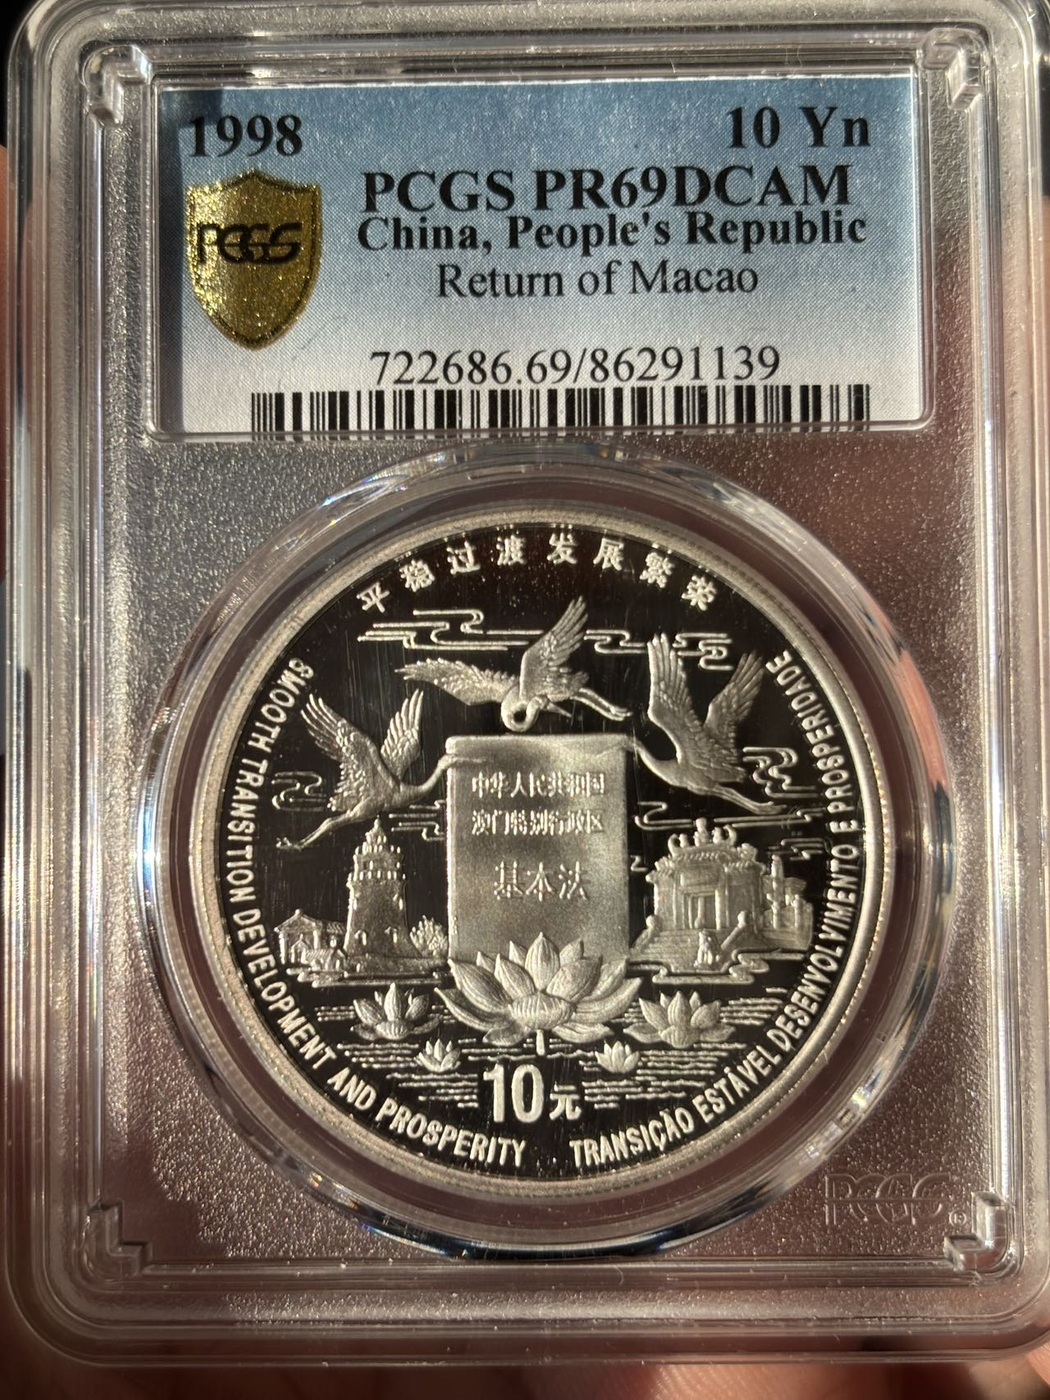 1998
10 Yn
PCGS
PCGS PR69DCAM
China, People's Republic
Return of Macao
722686.69/86291139
平稳过渡发展繁荣
SMOOTH TRANSITION DEVELOPMENT AND PROSPERITY
TRANSIÇÃO ESTÁVEL DESENVOLVIMENTO E PROSPERIDADE
中华人民共和国
澳门特别行政区
基本法
10元
PCGS